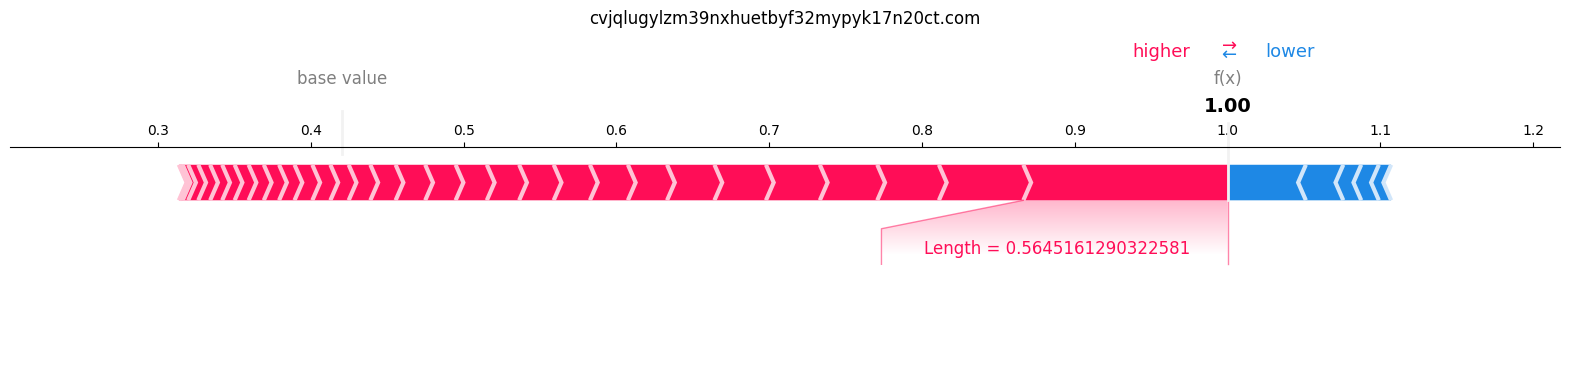 cvjqlugylzm39nxhuetbyf32mypyk17n20ct.com
higher ⇄ lower
base value f(x)
1.00
0.3 0.4 0.5 0.6 0.7 0.8 0.9 1.0 1.1 1.2
Length = 0.5645161290322581